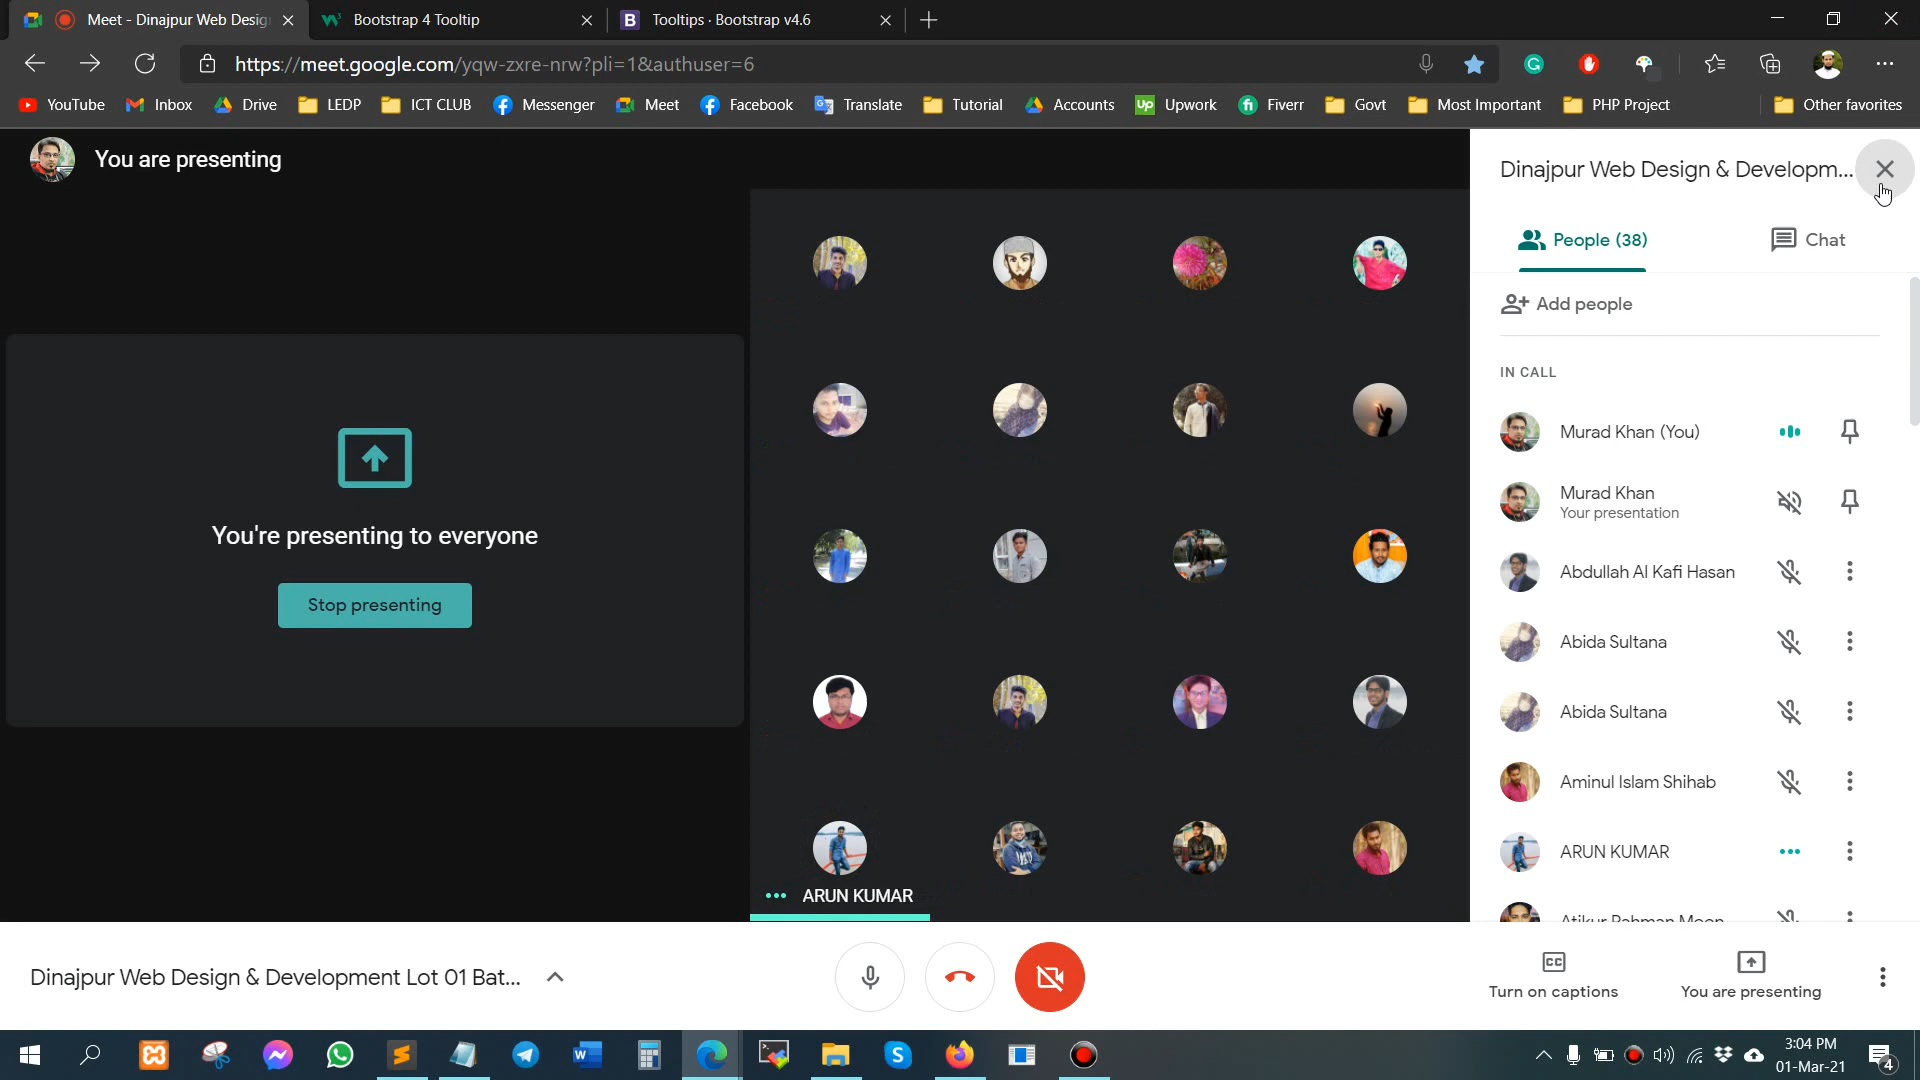 Meet - Dinajpur Web Desig
Bootstrap 4 Tooltip
Tooltips · Bootstrap v4.6
https://meet.google.com/yqw-zxre-nrw?pli=1&authuser=6
YouTube
Inbox
Drive
LEDP
ICT CLUB
Messenger
Meet
Facebook
Translate
Tutorial
Accounts
Upwork
Fiverr
Govt
Most Important
PHP Project
Other favorites
You are presenting
Dinajpur Web Design & Developm...
People (38)
Chat
Add people
IN CALL
Murad Khan (You)
Murad Khan
Your presentation
Abdullah Al Kafi Hasan
Abida Sultana
Abida Sultana
Aminul Islam Shihab
ARUN KUMAR
Atikur Rahman Moon
You're presenting to everyone
Stop presenting
ARUN KUMAR
Dinajpur Web Design & Development Lot 01 Bat...
Turn on captions
You are presenting
3:04 PM
01-Mar-21
4